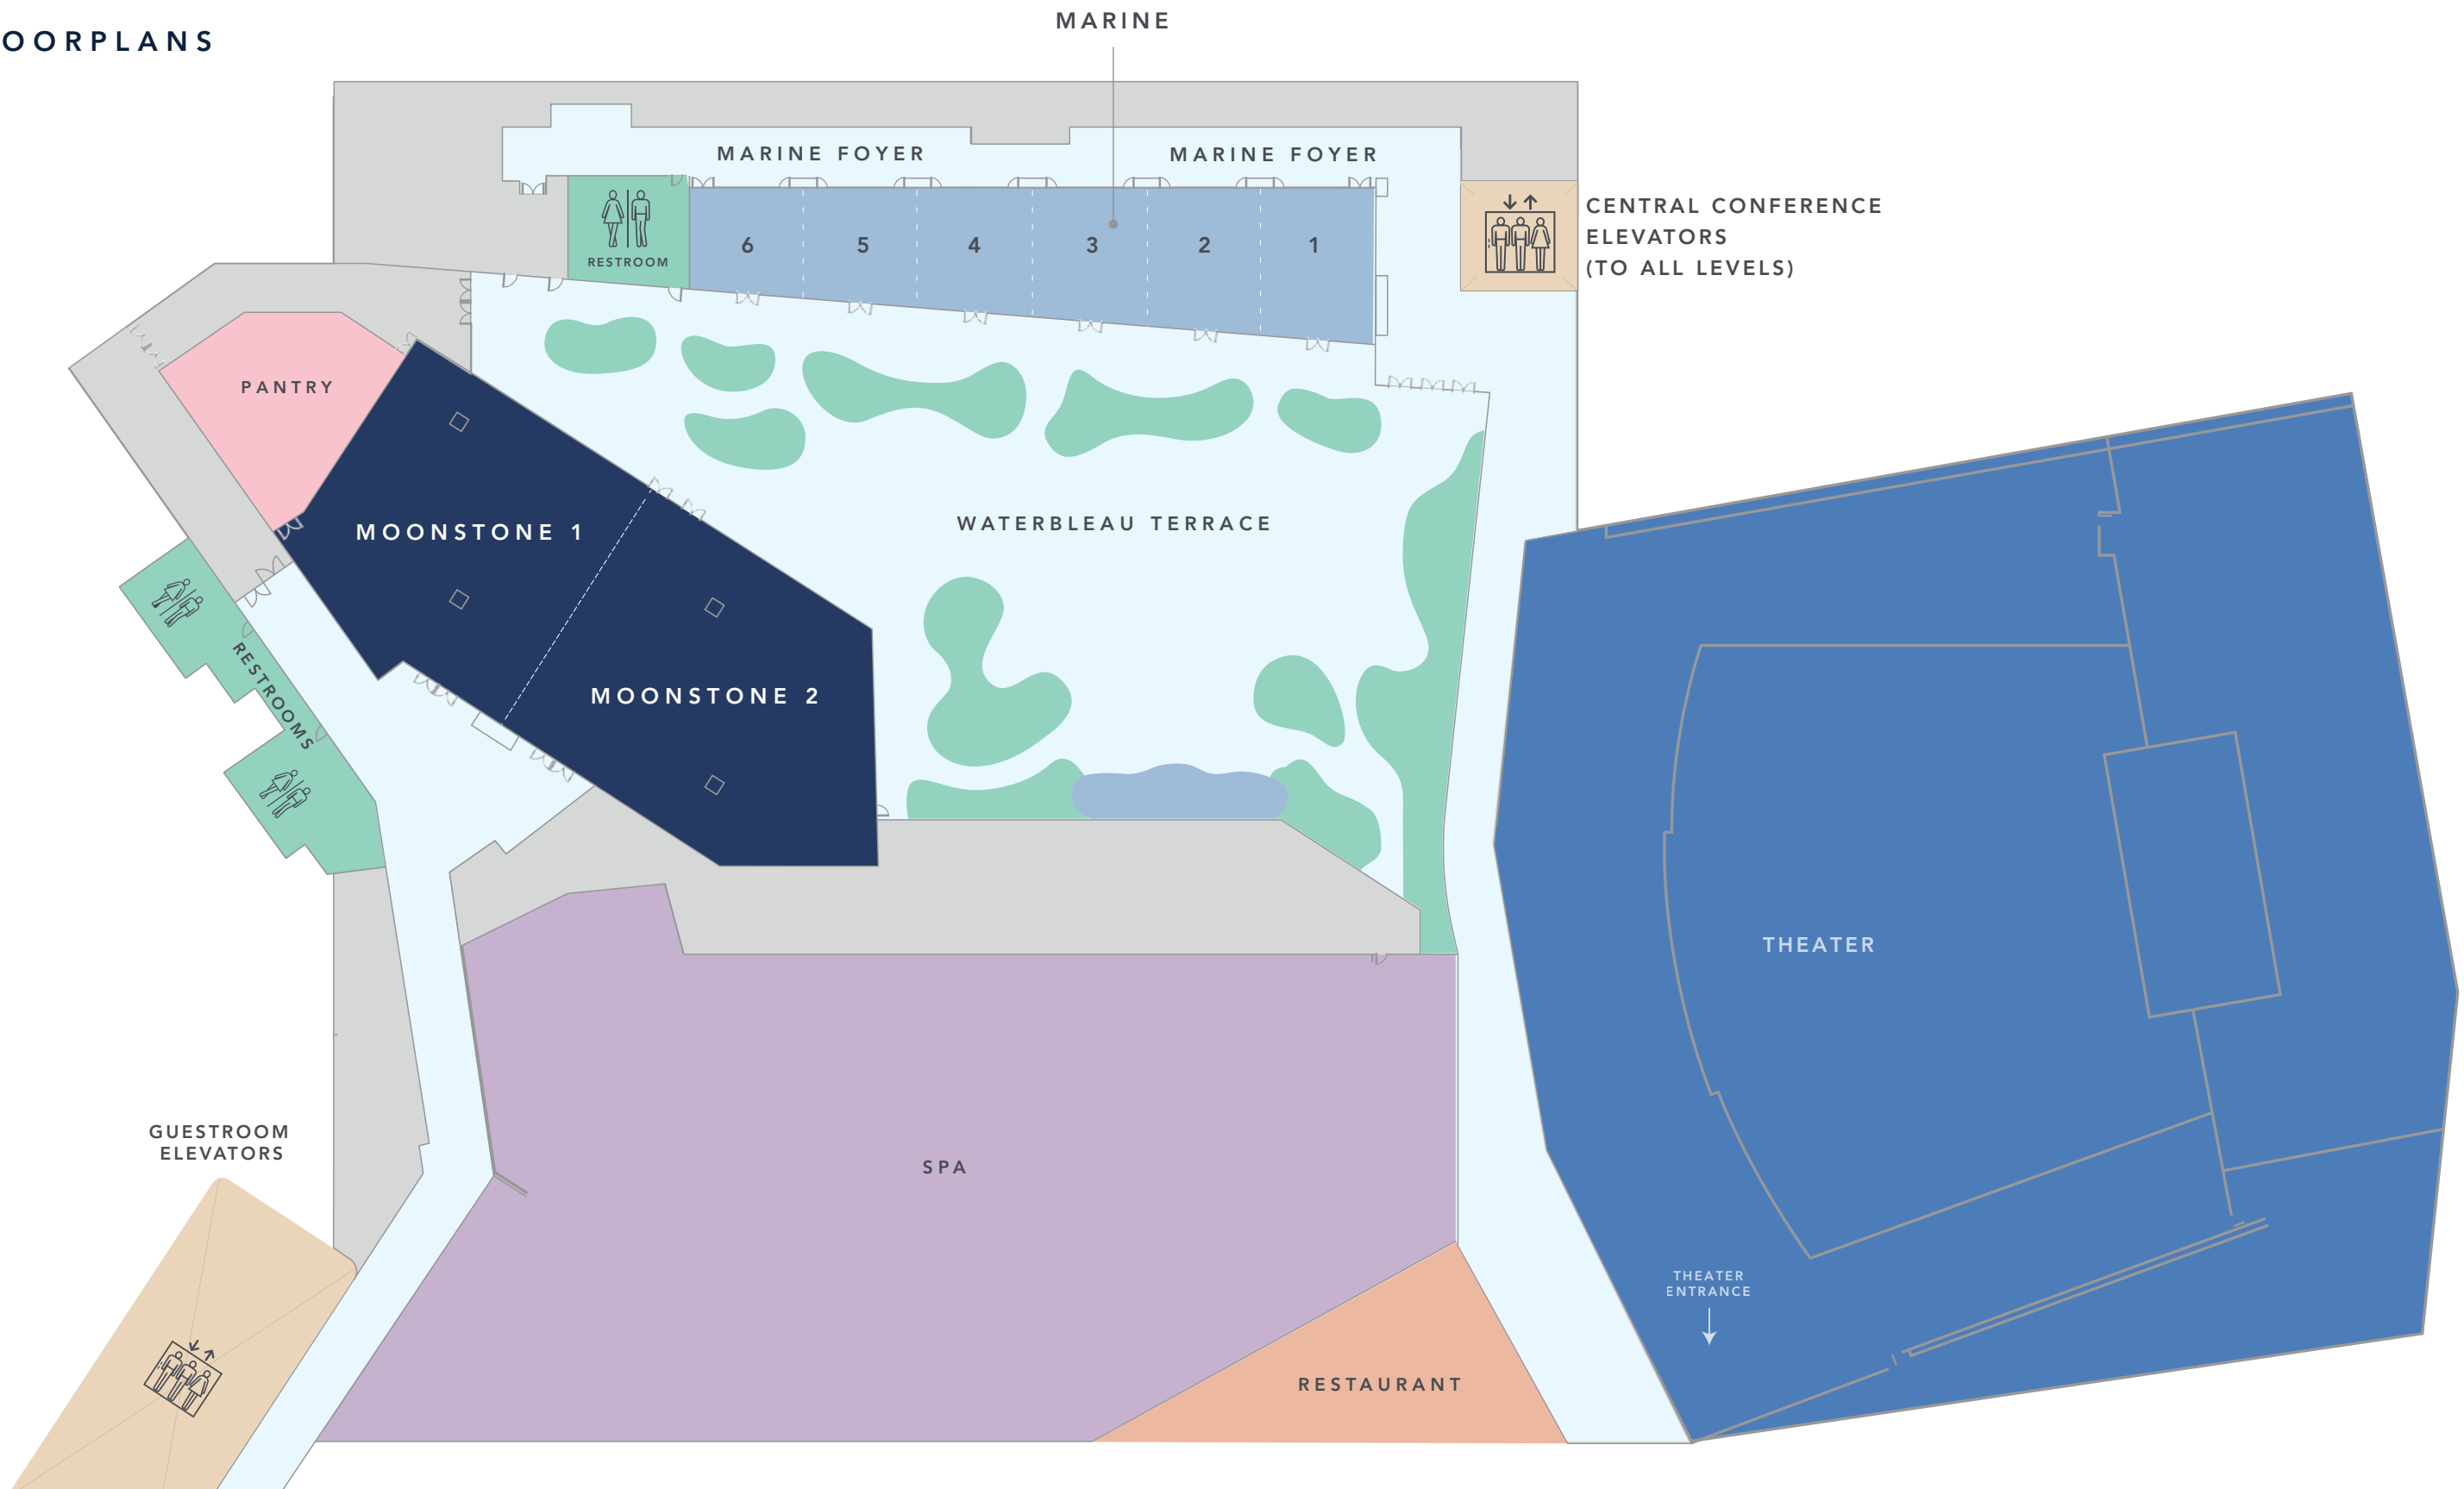 OORPLANS
MARINE
MARINE FOYER
MARINE FOYER
RESTROOM
6
5
4
3
2
1
CENTRAL CONFERENCE
ELEVATORS
(TO ALL LEVELS)
PANTRY
MOONSTONE 1
WATERBLEAU TERRACE
RESTROOMS
MOONSTONE 2
THEATER
GUESTROOM
ELEVATORS
SPA
THEATER
ENTRANCE
RESTAURANT